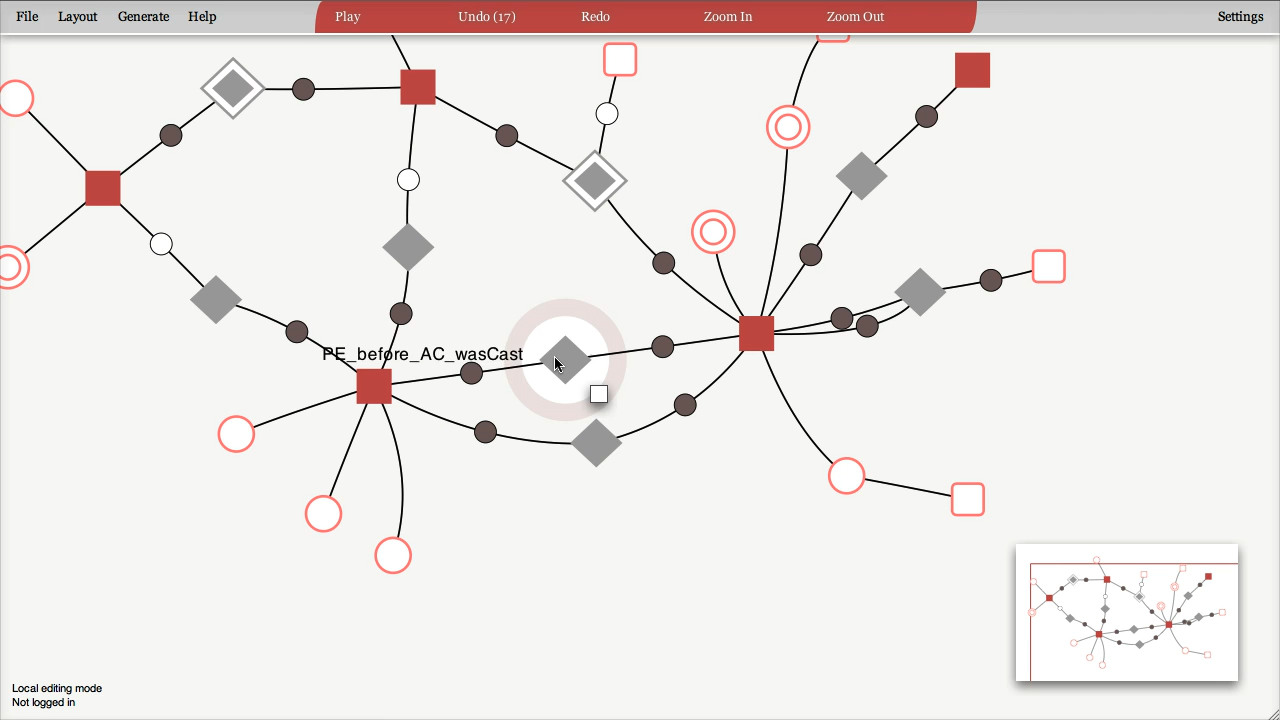 File Layout Generate Help Play Undo (17) Redo Zoom In Zoom Out Settings
PE_before_AC_wasCast
Local editing mode
Not logged in